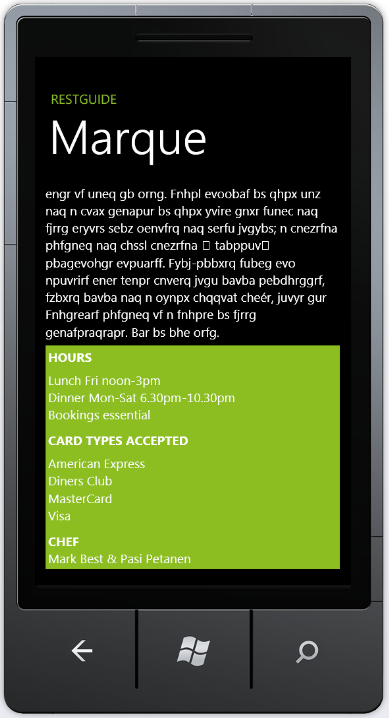 RESTGUIDE
Marque
engr vf uneq gb orng. Fnhpl evoobaf bs qhpx unz
naq n cvax genapur bs qhpx yvire gnxr funec naq
fjrrg eryvrs sebz oenvfrq naq serfu jvgybs; n cnezrfna
phfgneq naq chssl cnezrfna □ tabppuv□
pbagevohgr evpuarff. Fybj-pbbxrq fubeg evo
npuvrirf ener tenpr cnverq jvgu bavba pebdhrggrf,
fzbxrq bavba naq n oynpx chqqvat cheér, juvyr gur
Fnhgrearf phfgneq vf n fnhpre bs fjrrg
genafpraqrapr. Bar bs bhe orfg.
HOURS
Lunch Fri noon-3pm
Dinner Mon-Sat 6.30pm-10.30pm
Bookings essential
CARD TYPES ACCEPTED
American Express
Diners Club
MasterCard
Visa
CHEF
Mark Best & Pasi Petanen